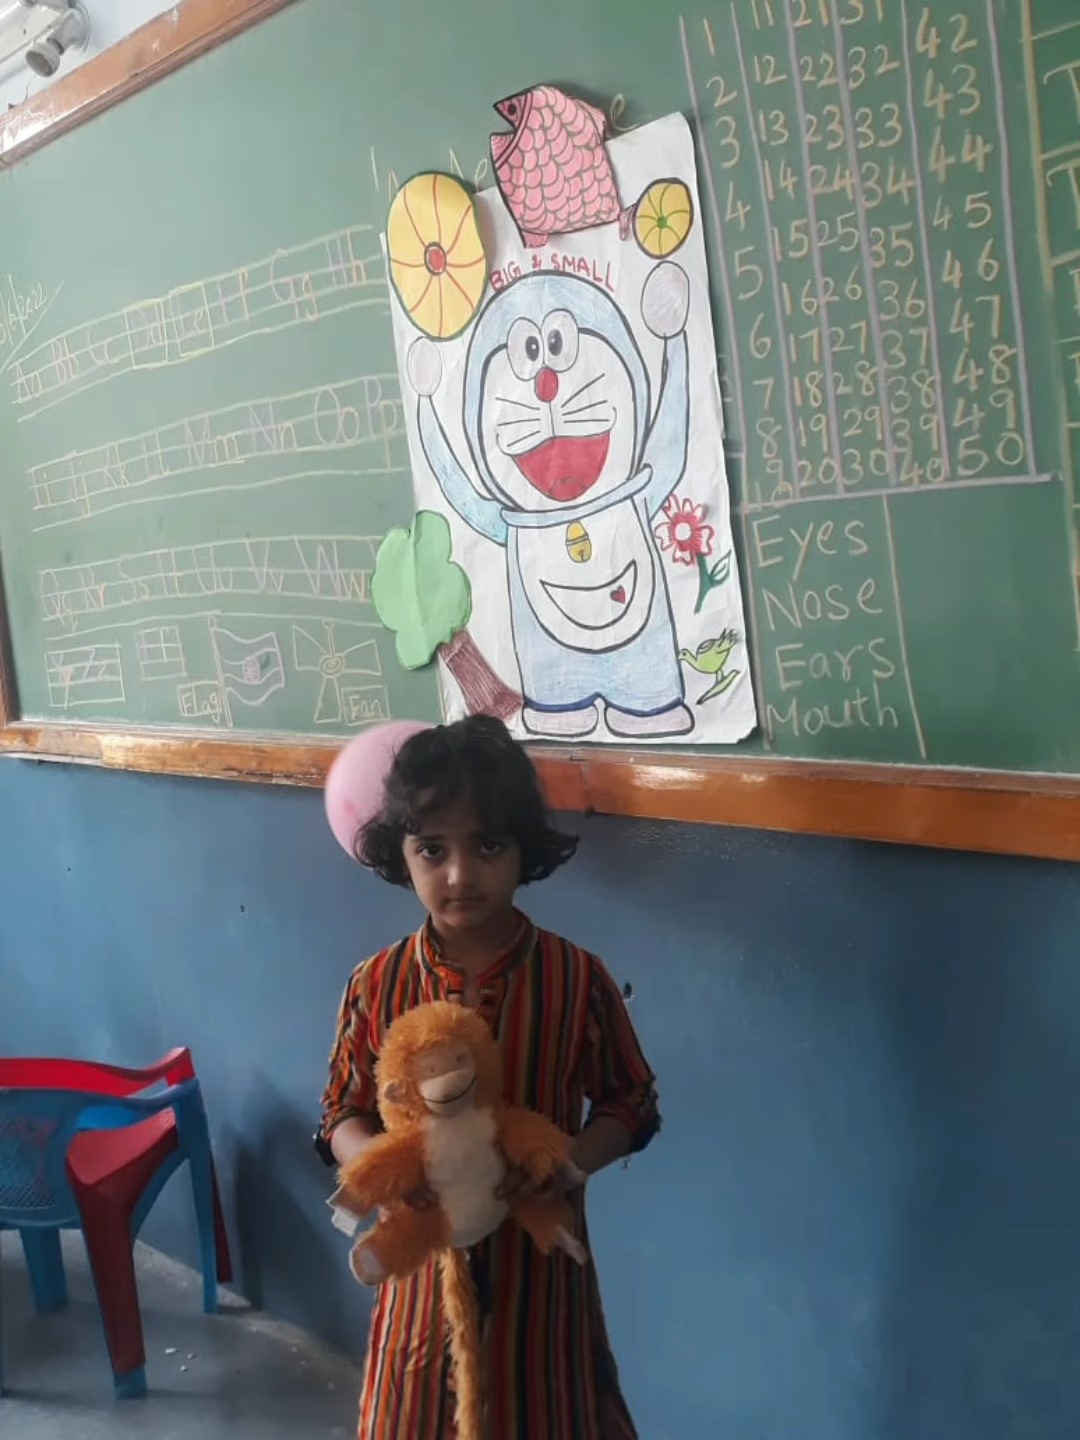 BIG & SMALL
Aa Bb Cc Dd Ee Ff Gg Hh
Ii Jj Kk Ll Mm Nn Oo Pp
Qq Rr Ss Tt Uu Vv Ww
Yy Zz
Flag
Fan
1 11 21 31
2 12 22 32 42
3 13 23 33 43
4 14 24 34 44
5 15 25 35 45
6 16 26 36 46
7 17 27 37 47
8 18 28 38 48
9 19 29 39 49
10 20 30 40 50
Eyes
Nose
Ears
Mouth